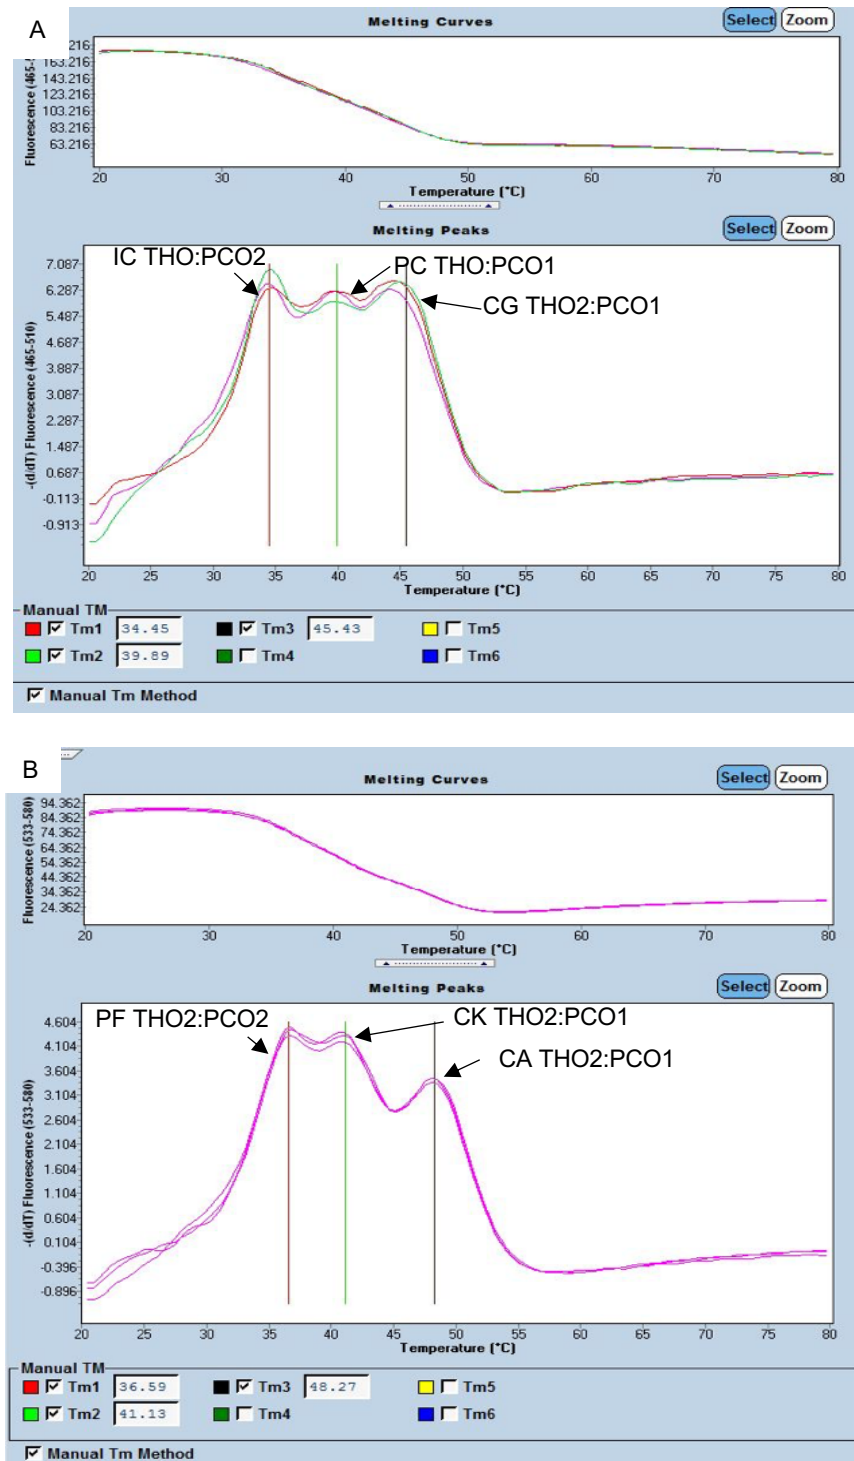 A
Melting Curves
Select Zoom
Fluorescence (465-
216
163.216
143.216
123.216
103.216
83.216
63.216
20 30 40 50 60 70 80
Temperature (°C)
Melting Peaks
Select Zoom
IC THO:PCO2
PC THO:PCO1
CG THO2:PCO1
-(d/dT) Fluorescence (465-510)
7.087
6.287
5.487
4.687
3.887
3.087
2.287
1.487
0.687
-0.113
-0.913
20 25 30 35 40 45 50 55 60 65 70 75 80
Temperature (°C)
Manual TM
Tm1 34.45 Tm3 45.43 Tm5
Tm2 39.89 Tm4 Tm6
Manual Tm Method
B
Melting Curves
Select Zoom
Fluorescence (533-580)
94.362
84.362
74.362
64.362
54.362
44.362
34.362
24.362
20 30 40 50 60 70 80
Temperature (°C)
Melting Peaks
Select Zoom
PF THO2:PCO2
CK THO2:PCO1
CA THO2:PCO1
-(d/dT) Fluorescence (533-580)
4.604
4.104
3.604
3.104
2.604
2.104
1.604
1.104
0.604
0.104
-0.396
-0.896
20 25 30 35 40 45 50 55 60 65 70 75 80
Temperature (°C)
Manual TM
Tm1 36.59 Tm3 48.27 Tm5
Tm2 41.13 Tm4 Tm6
Manual Tm Method